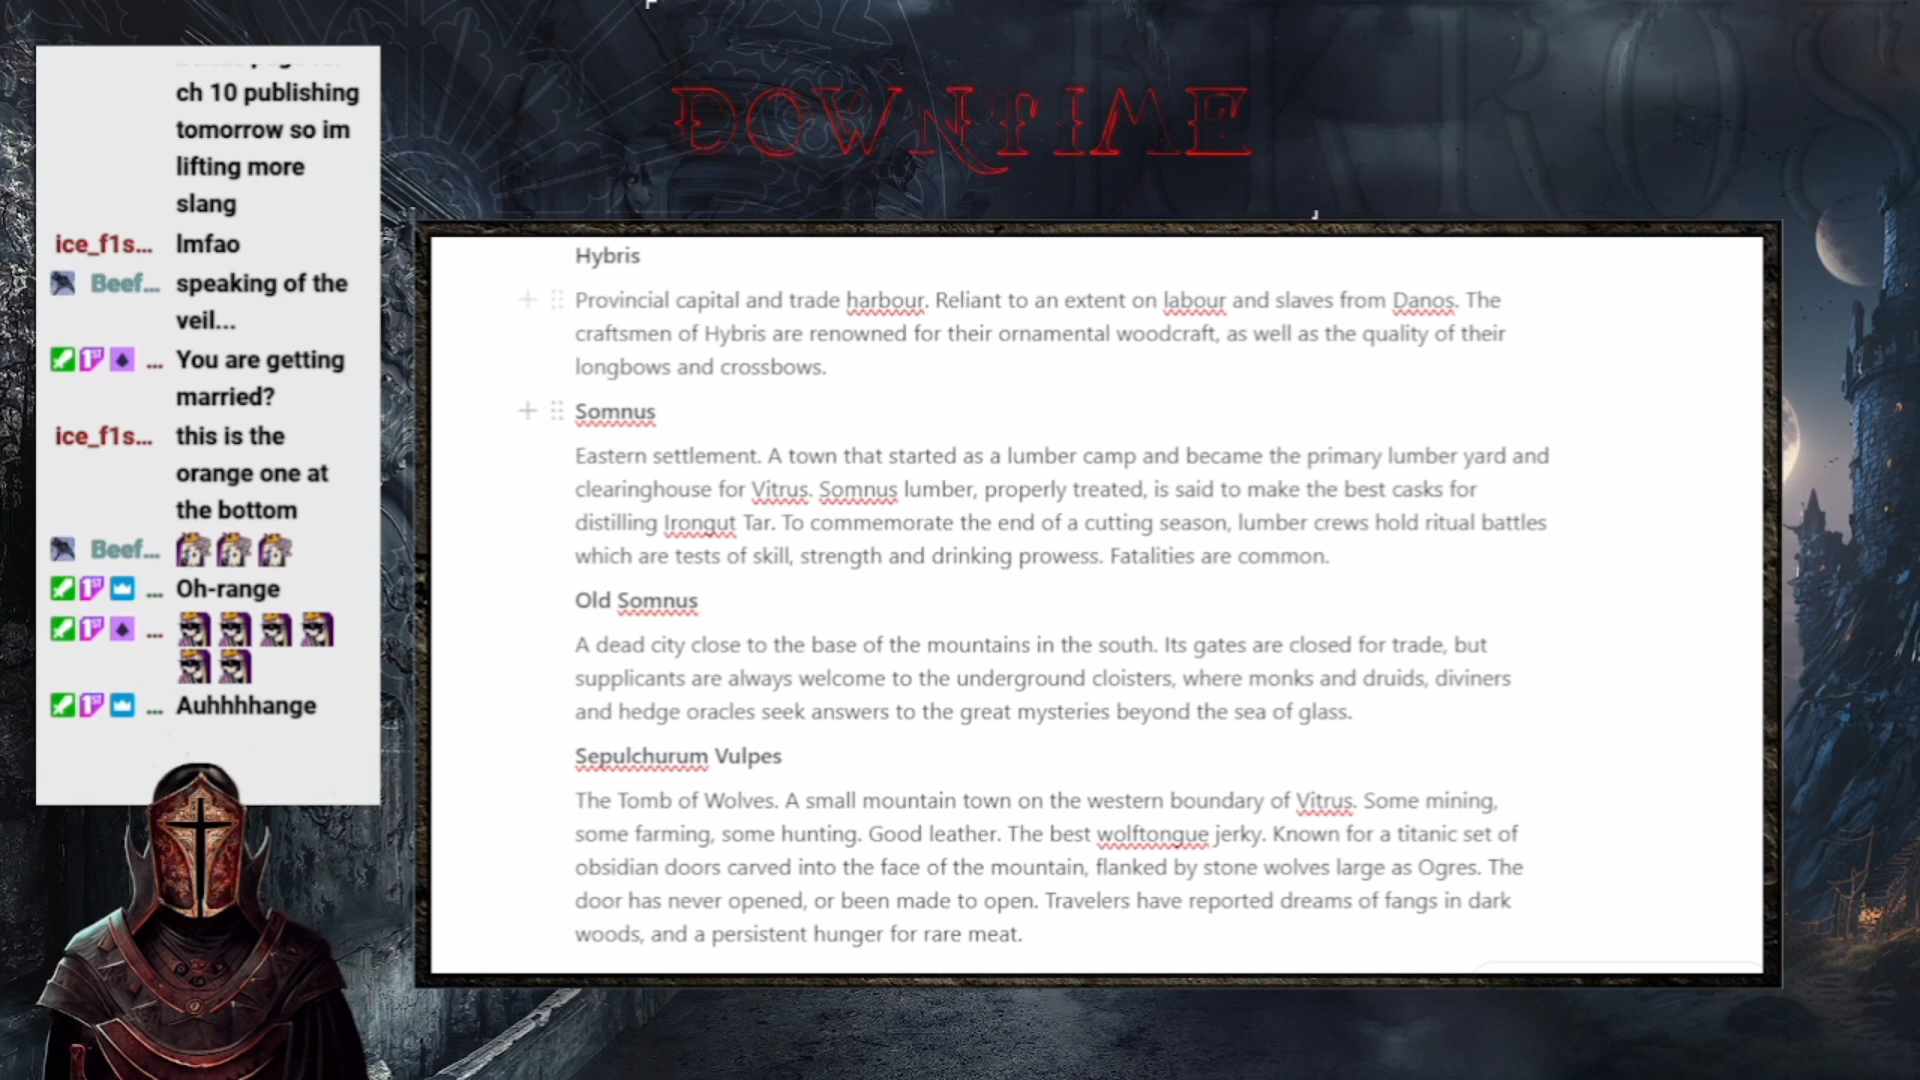 DOWNTIME
ch 10 publishing
tomorrow so im
lifting more
slang
ice_f1s... lmfao
Beef... speaking of the
veil...
... You are getting
married?
ice_f1s... this is the
orange one at
the bottom
Beef...
... Oh-range
...
... Auhhhhange
Hybris
Provincial capital and trade harbour. Reliant to an extent on labour and slaves from Danos. The
craftsmen of Hybris are renowned for their ornamental woodcraft, as well as the quality of their
longbows and crossbows.
Somnus
Eastern settlement. A town that started as a lumber camp and became the primary lumber yard and
clearinghouse for Vitrus. Somnus lumber, properly treated, is said to make the best casks for
distilling Irongut Tar. To commemorate the end of a cutting season, lumber crews hold ritual battles
which are tests of skill, strength and drinking prowess. Fatalities are common.
Old Somnus
A dead city close to the base of the mountains in the south. Its gates are closed for trade, but
supplicants are always welcome to the underground cloisters, where monks and druids, diviners
and hedge oracles seek answers to the great mysteries beyond the sea of glass.
Sepulchurum Vulpes
The Tomb of Wolves. A small mountain town on the western boundary of Vitrus. Some mining,
some farming, some hunting. Good leather. The best wolftongue jerky. Known for a titanic set of
obsidian doors carved into the face of the mountain, flanked by stone wolves large as Ogres. The
door has never opened, or been made to open. Travelers have reported dreams of fangs in dark
woods, and a persistent hunger for rare meat.